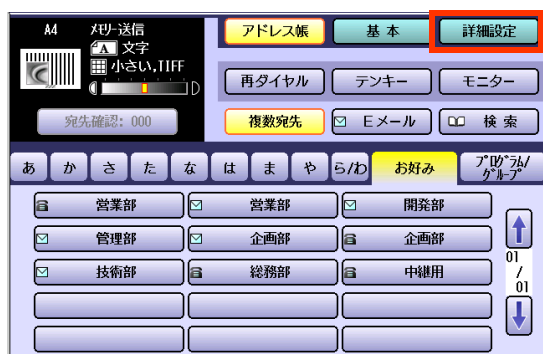 A4 ﾒﾓﾘｰ送信
A 文字
小さい,TIFF
D
宛先確認: 000
アドレス帳 基 本 詳細設定
再ダイヤル テンキー モニター
複数宛先 Eメール 検 索
あ か さ た な は ま や ら/わ お好み ﾌﾟﾛｸﾞﾗﾑ/
ｸﾞﾙｰﾌﾟ
営業部 営業部 開発部
管理部 企画部 企画部
技術部 総務部 中継用
01
/
01